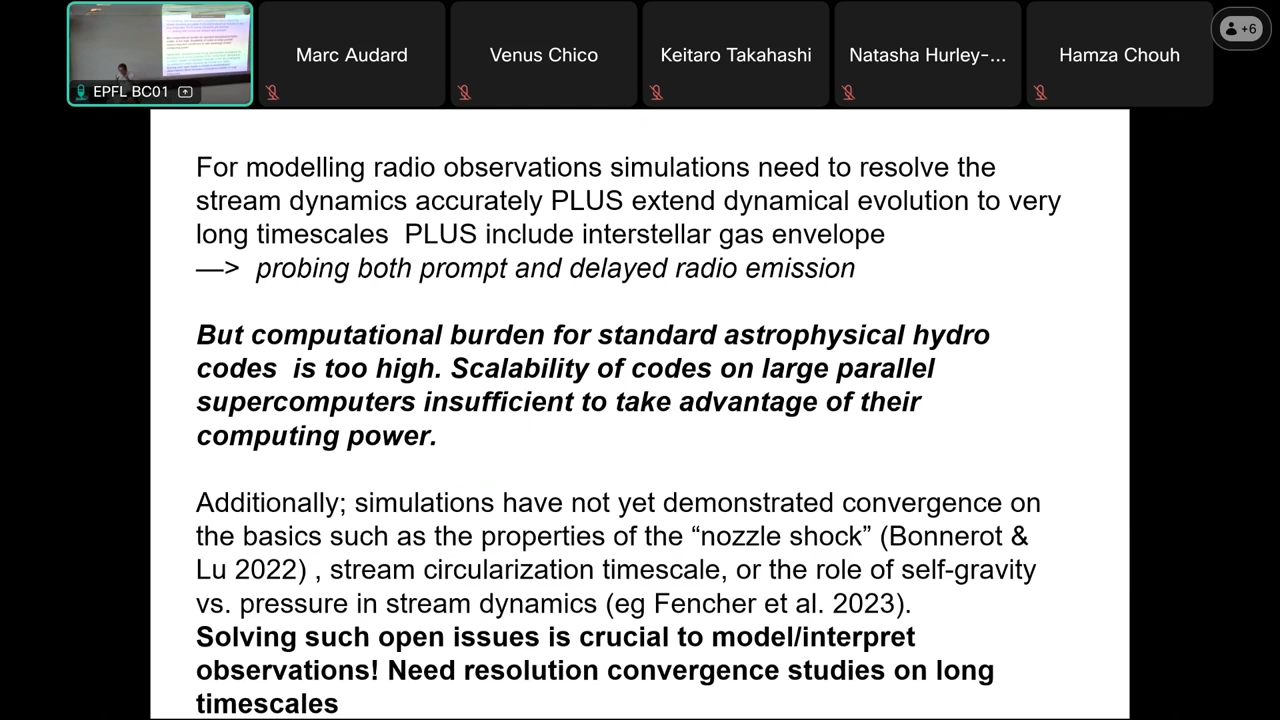 EPFL BC01
Marc Audard
Venus Chico
Keitaro Takahashi
Natasha Hurley-...
Hamza Chouh
+6
For modelling radio observations simulations need to resolve the
stream dynamics accurately PLUS extend dynamical evolution to very
long timescales PLUS include interstellar gas envelope
—> probing both prompt and delayed radio emission
But computational burden for standard astrophysical hydro
codes is too high. Scalability of codes on large parallel
supercomputers insufficient to take advantage of their
computing power.
Additionally; simulations have not yet demonstrated convergence on
the basics such as the properties of the “nozzle shock” (Bonnerot &
Lu 2022) , stream circularization timescale, or the role of self-gravity
vs. pressure in stream dynamics (eg Fencher et al. 2023).
Solving such open issues is crucial to model/interpret
observations! Need resolution convergence studies on long
timescales